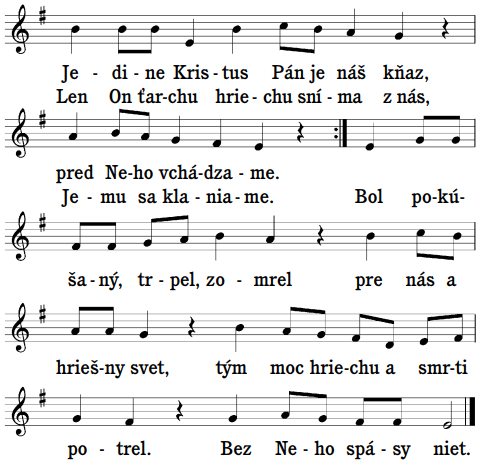 Je - di - ne Kris - tus Pán je náš kňaz,
Len On ťar - chu hrie - chu sní - ma z nás,
pred Ne - ho vchá - dza - me.
Je - mu sa kla - nia - me. Bol po - kú -
ša - ný, tr - pel, zo - mrel pre nás a
hrieš - ny svet, tým moc hrie - chu a smr - ti
po - trel. Bez Ne - ho spá - sy niet.